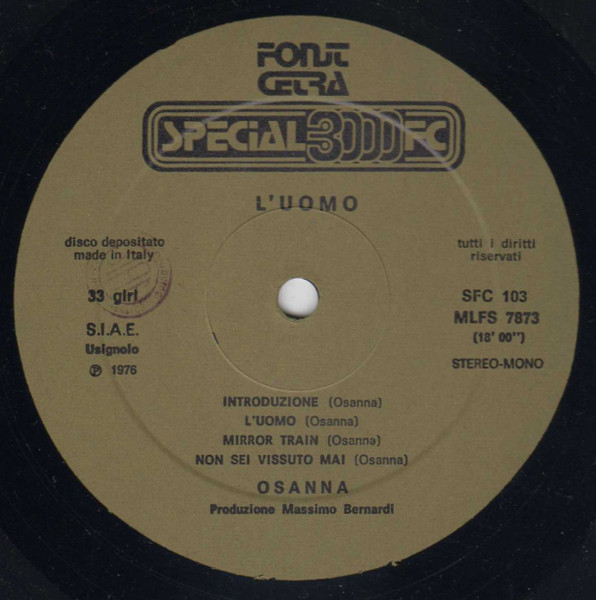 FONIT
CETRA
SPECIAL 3000 FC
L'UOMO
disco depositato
made in Italy
tutti i diritti
riservati
33 giri
SFC 103
MLFS 7873
(18' 00")
S.I.A.E.
Usignolo
℗ 1976
STEREO-MONO
INTRODUZIONE (Osanna)
L'UOMO (Osanna)
MIRROR TRAIN (Osanna)
NON SEI VISSUTO MAI (Osanna)
OSANNA
Produzione Massimo Bernardi